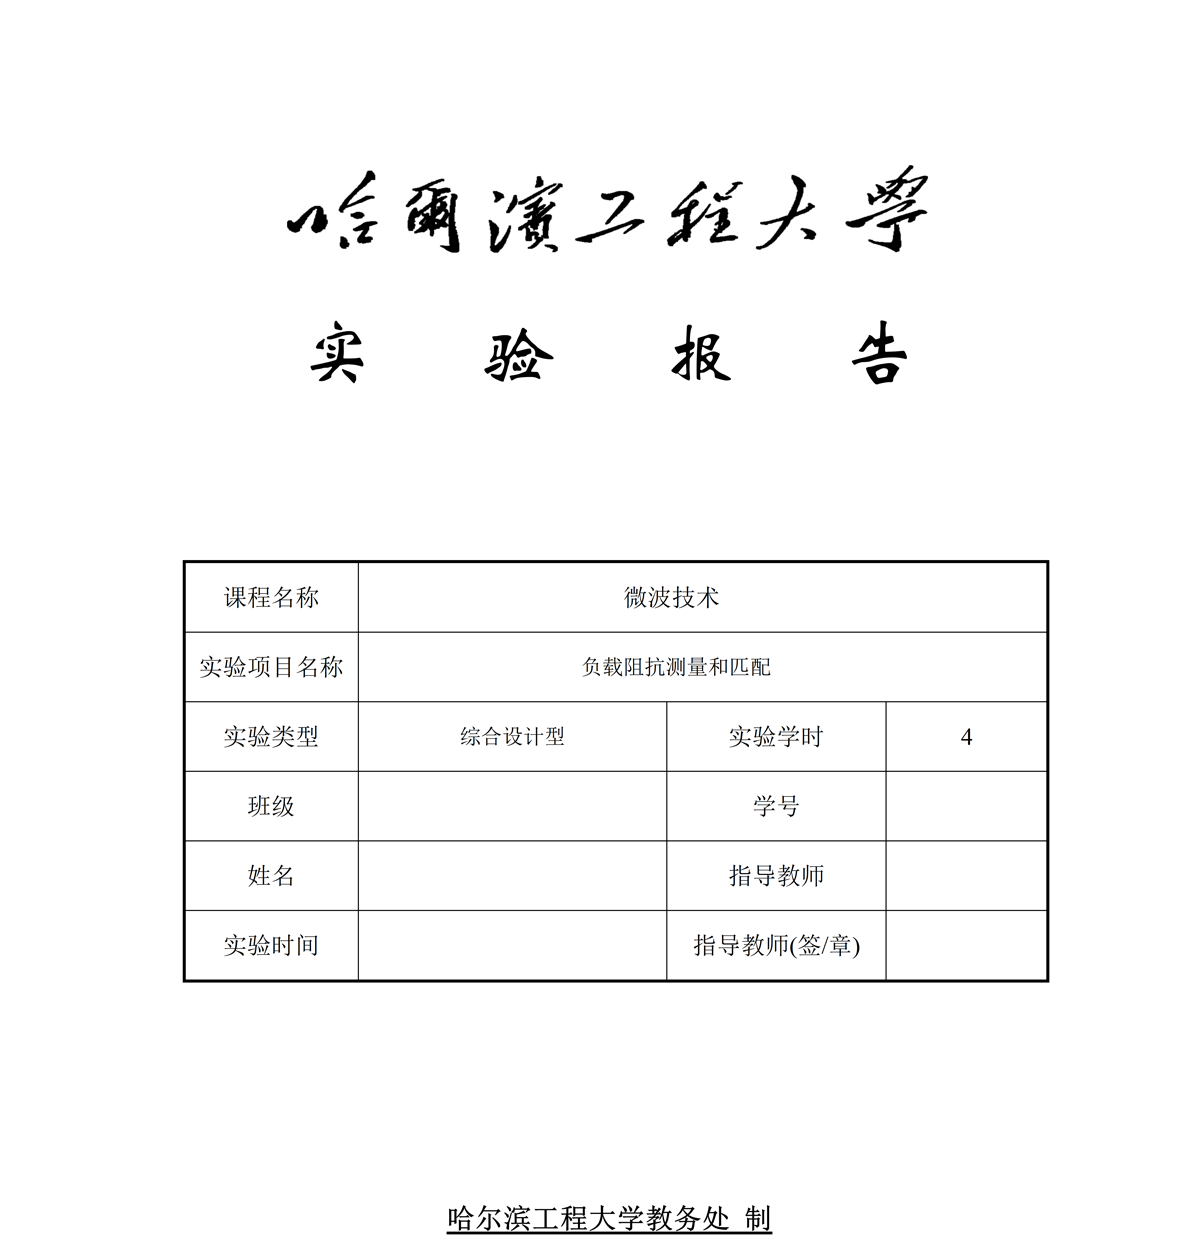 哈爾濱工程大學
实验报告
课程名称 微波技术
实验项目名称 负载阻抗测量和匹配
实验类型 综合设计型 实验学时 4
班级 学号
姓名 指导教师
实验时间 指导教师(签/章)
哈尔滨工程大学教务处 制